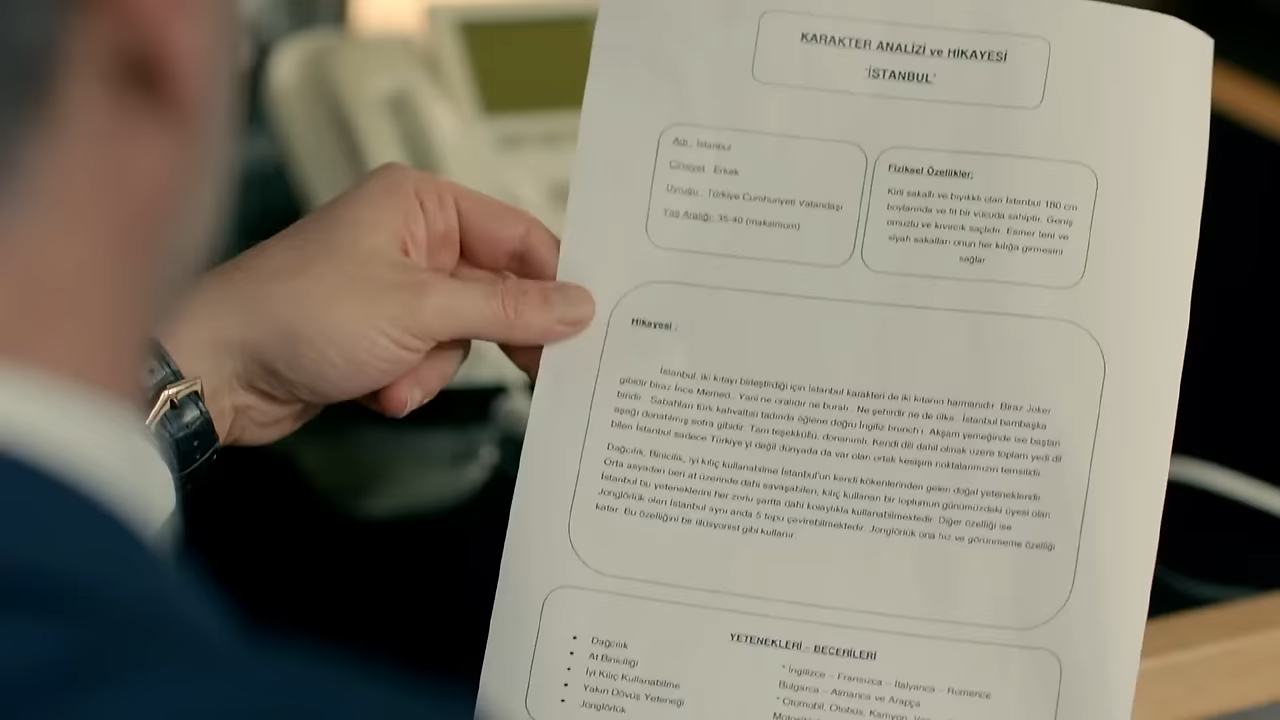 KARAKTER ANALİZİ ve HİKAYESİ
'İSTANBUL'
Adı : İstanbul
Cinsiyet : Erkek
Uyruğu : Türkiye Cumhuriyeti Vatandaşı
Yaş Aralığı: 35-40 (maksimum)
Fiziksel Özellikler;
Kirli sakallı ve bıyıklı olan İstanbul 180 cm
boylarında ve fit bir vücuda sahiptir. Geniş
omuzlu ve kıvırcık saçlıdır. Esmer teni ve
siyah sakalları onun her kılığa girmesini
sağlar
Hikayesi :
İstanbul, iki kıtayı birleştirdiği için İstanbul karakteri de iki kıtanın harmanıdır. Biraz Joker
gibidir biraz İnce Memed.. Yani ne oralıdır ne buralı.. Ne şehirdir ne de ülke.. İstanbul bambaşka
biridir.. Sabahları türk kahvaltısı tadında öğlene doğru İngiliz brunch ı. Akşam yemeğinde ise baştan
aşağı donatılmış sofra gibidir. Tam teşekküllü, donanımlı. Kendi dili dahil olmak üzere toplam yedi dil
bilen İstanbul sadece Türkiye'yi değil dünyada da var olan ortak kesişim noktalarımızın temsilidir.
Dağcılık, Binicilik, iyi kılıç kullanabilme İstanbul'un kendi kökenlerinden gelen doğal yetenekleridir.
Orta asyadan beri at üzerinde dahi savaşabilen, kılıç kullanan bir toplumun günümüzdeki üyesi olan
İstanbul bu yeteneklerini her zorlu şartta dahi kolaylıkla kullanabilmektedir. Diğer özelliği ise
Jonglörlük olan İstanbul aynı anda 5 topu çevirebilmektedir. Jonglörlük ona hız ve görünmeme özelliği
katar. Bu özelliğini bir illüsyonist gibi kullanır.
YETENEKLERİ – BECERİLERİ
• Dağcılık
• At Biniciliği
• İyi Kılıç Kullanabilme
• Yakın Dövüş Yeteneği
• Jonglörlük
* İngilizce – Fransızca – İtalyanca – Romence
Bulgarca – Almanca ve Arapça
* Otomobil, Otobüs, Kamyon,